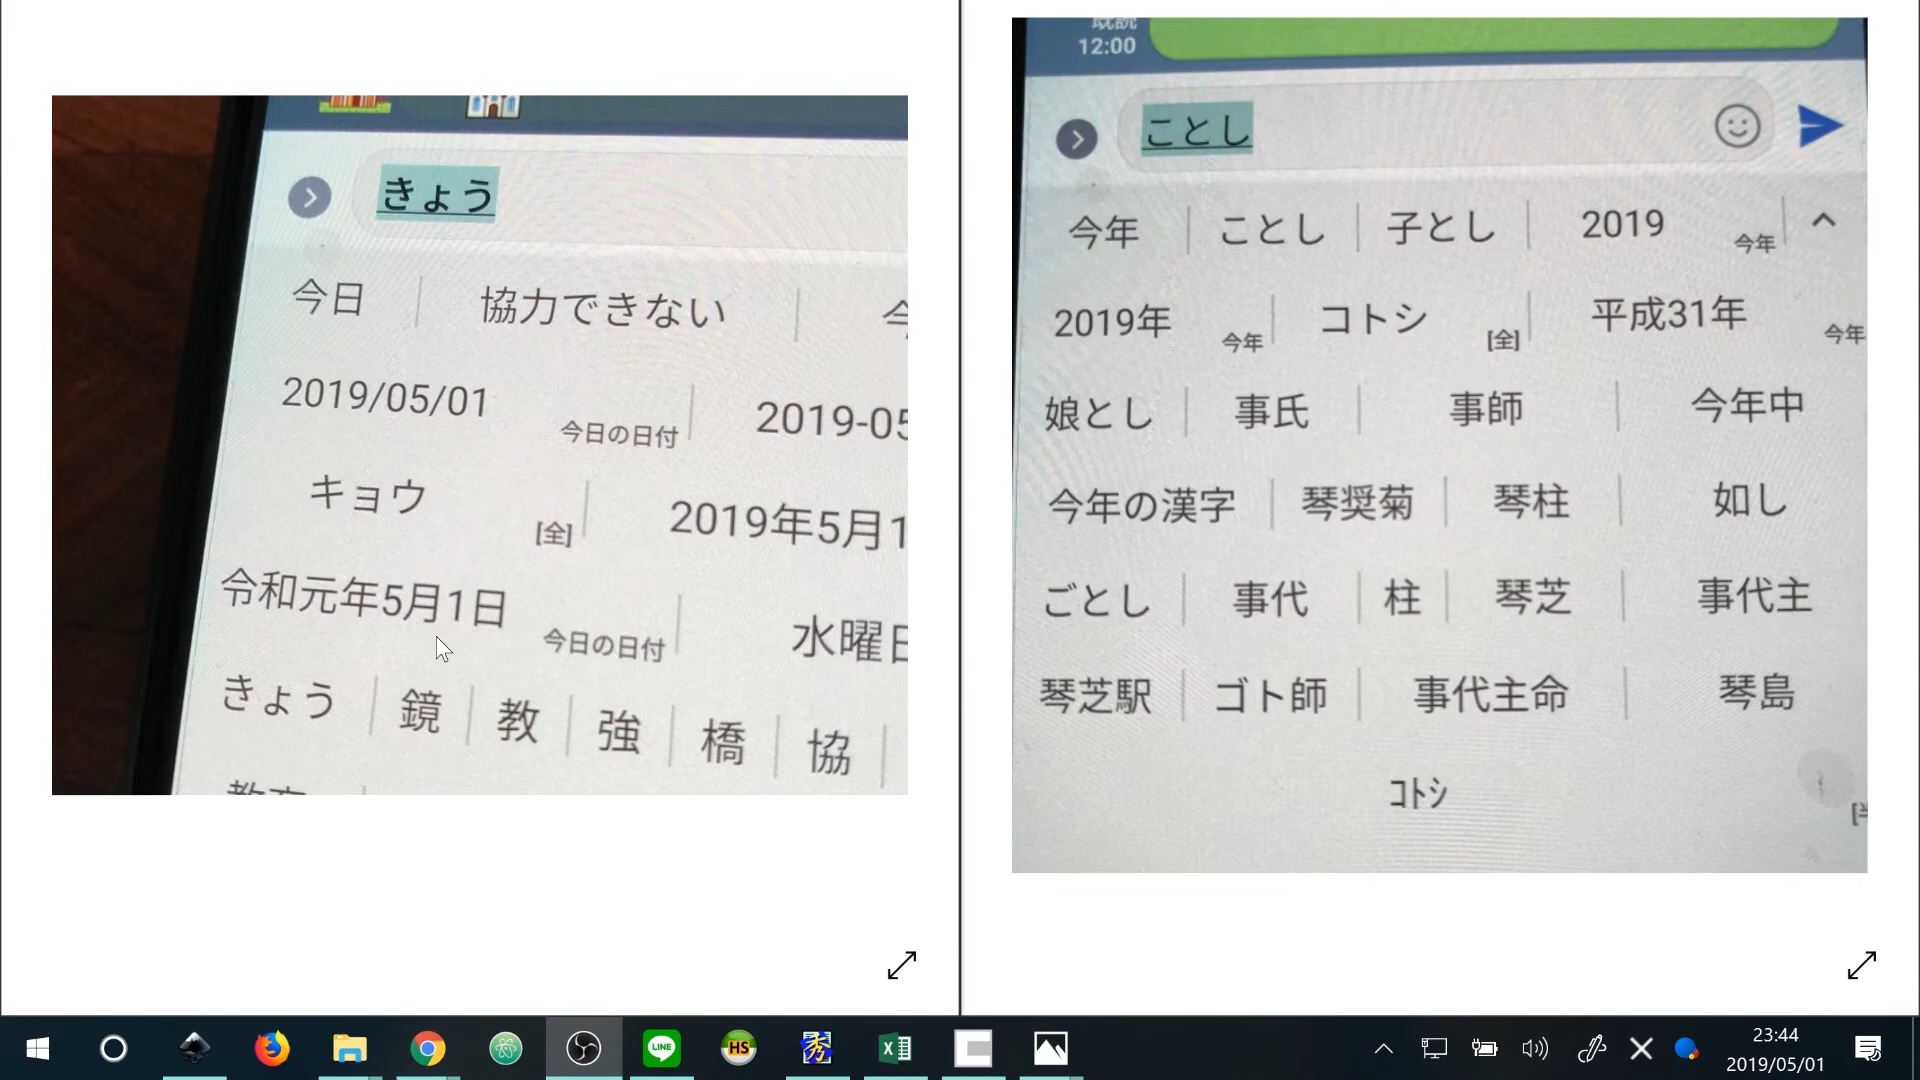 きょう
今日 協力できない
2019/05/01 今日の日付 2019-05
キョウ [全] 2019年5月1
令和元年5月1日 今日の日付 水曜日
きょう 鏡 教 強 橋 協
既読
12:00
ことし
今年 ことし 子とし 2019 今年
2019年 今年 コトシ [全] 平成31年 今年
娘とし 事氏 事師 今年中
今年の漢字 琴奨菊 琴柱 如し
ごとし 事代 柱 琴芝 事代主
琴芝駅 ゴト師 事代主命 琴島
ｺﾄｼ
LINE HS 秀 23:44
2019/05/01